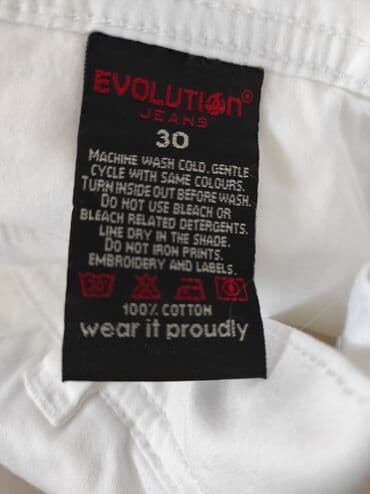 EVOLUTION®
JEANS
30
MACHINE WASH COLD. GENTLE
CYCLE WITH SAME COLOURS.
TURN INSIDE OUT BEFORE WASH.
DO NOT USE BLEACH OR
BLEACH RELATED DETERGENTS.
LINE DRY IN THE SHADE.
DO NOT IRON PRINTS.
EMBROIDERY AND LABELS.
100% COTTON
wear it proudly